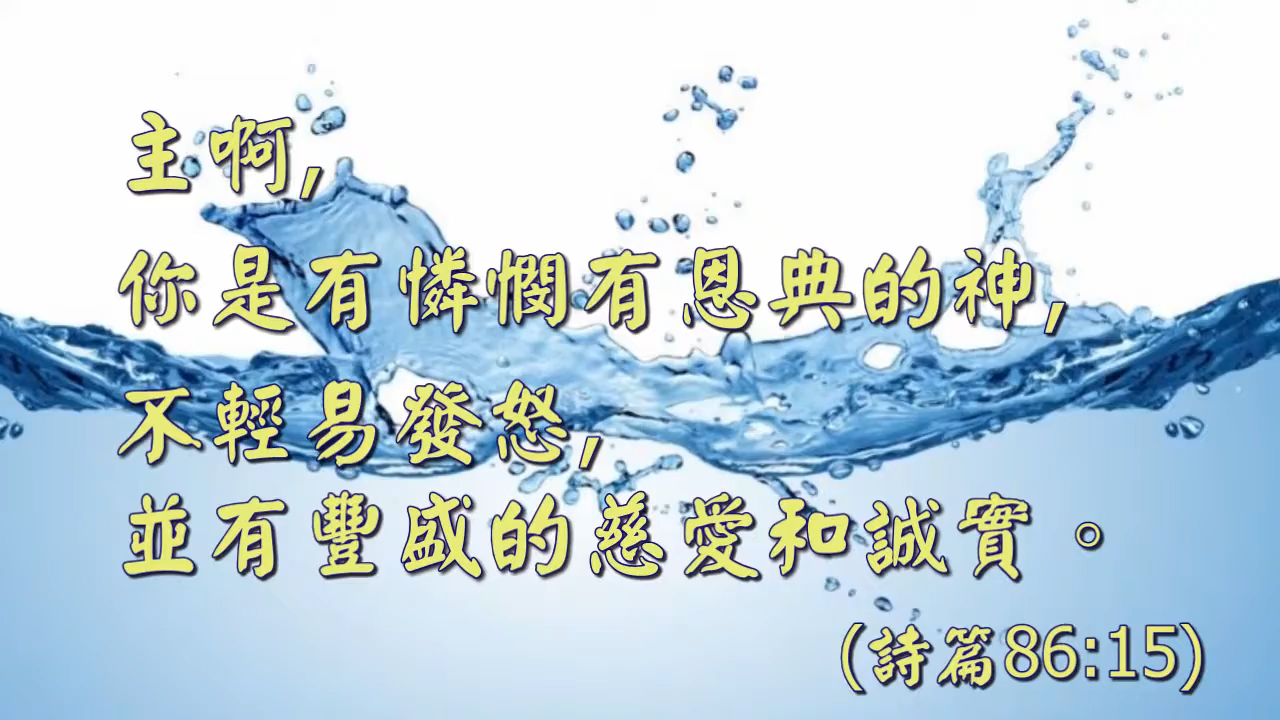 主啊,
你是有憐憫有恩典的神,
不輕易發怒,
並有豐盛的慈愛和誠實。
(詩篇86:15)